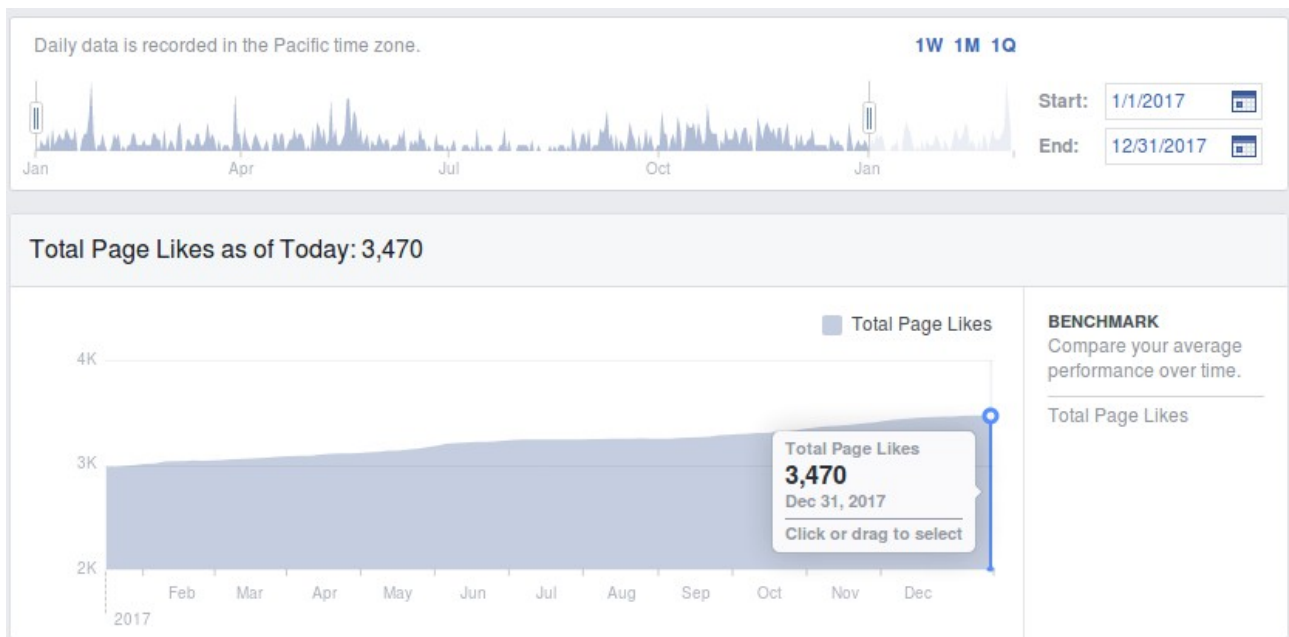 Daily data is recorded in the Pacific time zone.
1W 1M 1Q
Start: 1/1/2017
End: 12/31/2017
Jan Apr Jul Oct Jan
Total Page Likes as of Today: 3,470
Total Page Likes
BENCHMARK
Compare your average
performance over time.
Total Page Likes
4K
3K
2K
Total Page Likes
3,470
Dec 31, 2017
Click or drag to select
Feb Mar Apr May Jun Jul Aug Sep Oct Nov Dec
2017